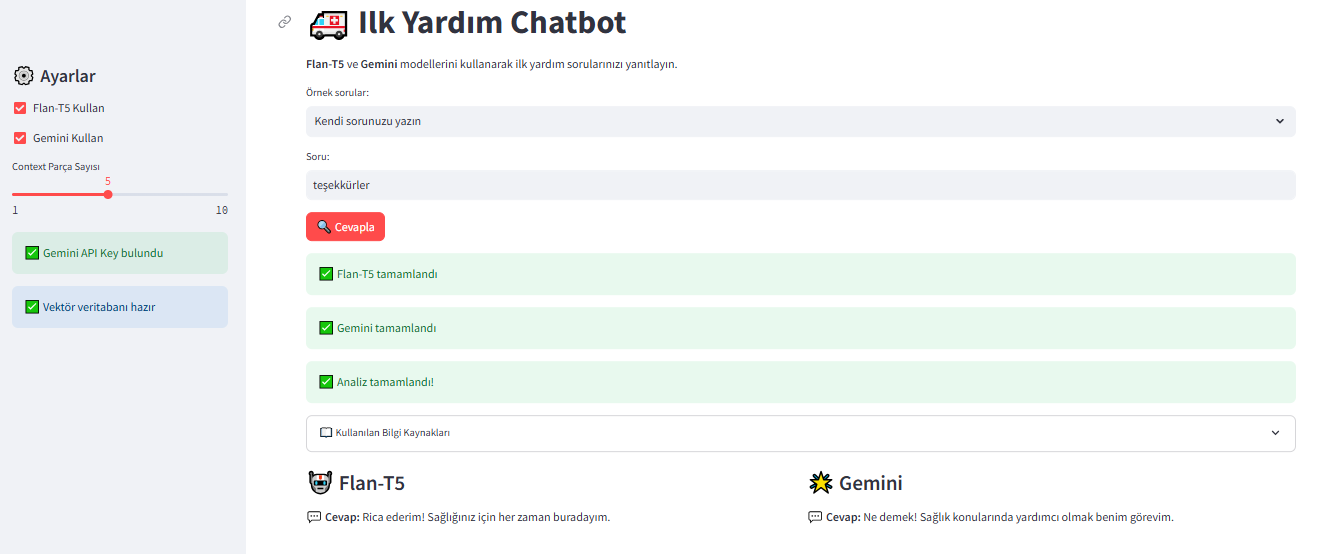 Ayarlar
Flan-T5 Kullan
Gemini Kullan
Context Parça Sayısı
5
1 10
Gemini API Key bulundu
Vektör veritabanı hazır
Ilk Yardım Chatbot
Flan-T5 ve Gemini modellerini kullanarak ilk yardım sorularınızı yanıtlayın.
Örnek sorular:
Kendi sorunuzu yazın
Soru:
teşekkürler
Cevapla
Flan-T5 tamamlandı
Gemini tamamlandı
Analiz tamamlandı!
Kullanılan Bilgi Kaynakları
Flan-T5
Cevap: Rica ederim! Sağlığınız için her zaman buradayım.
Gemini
Cevap: Ne demek! Sağlık konularında yardımcı olmak benim görevim.